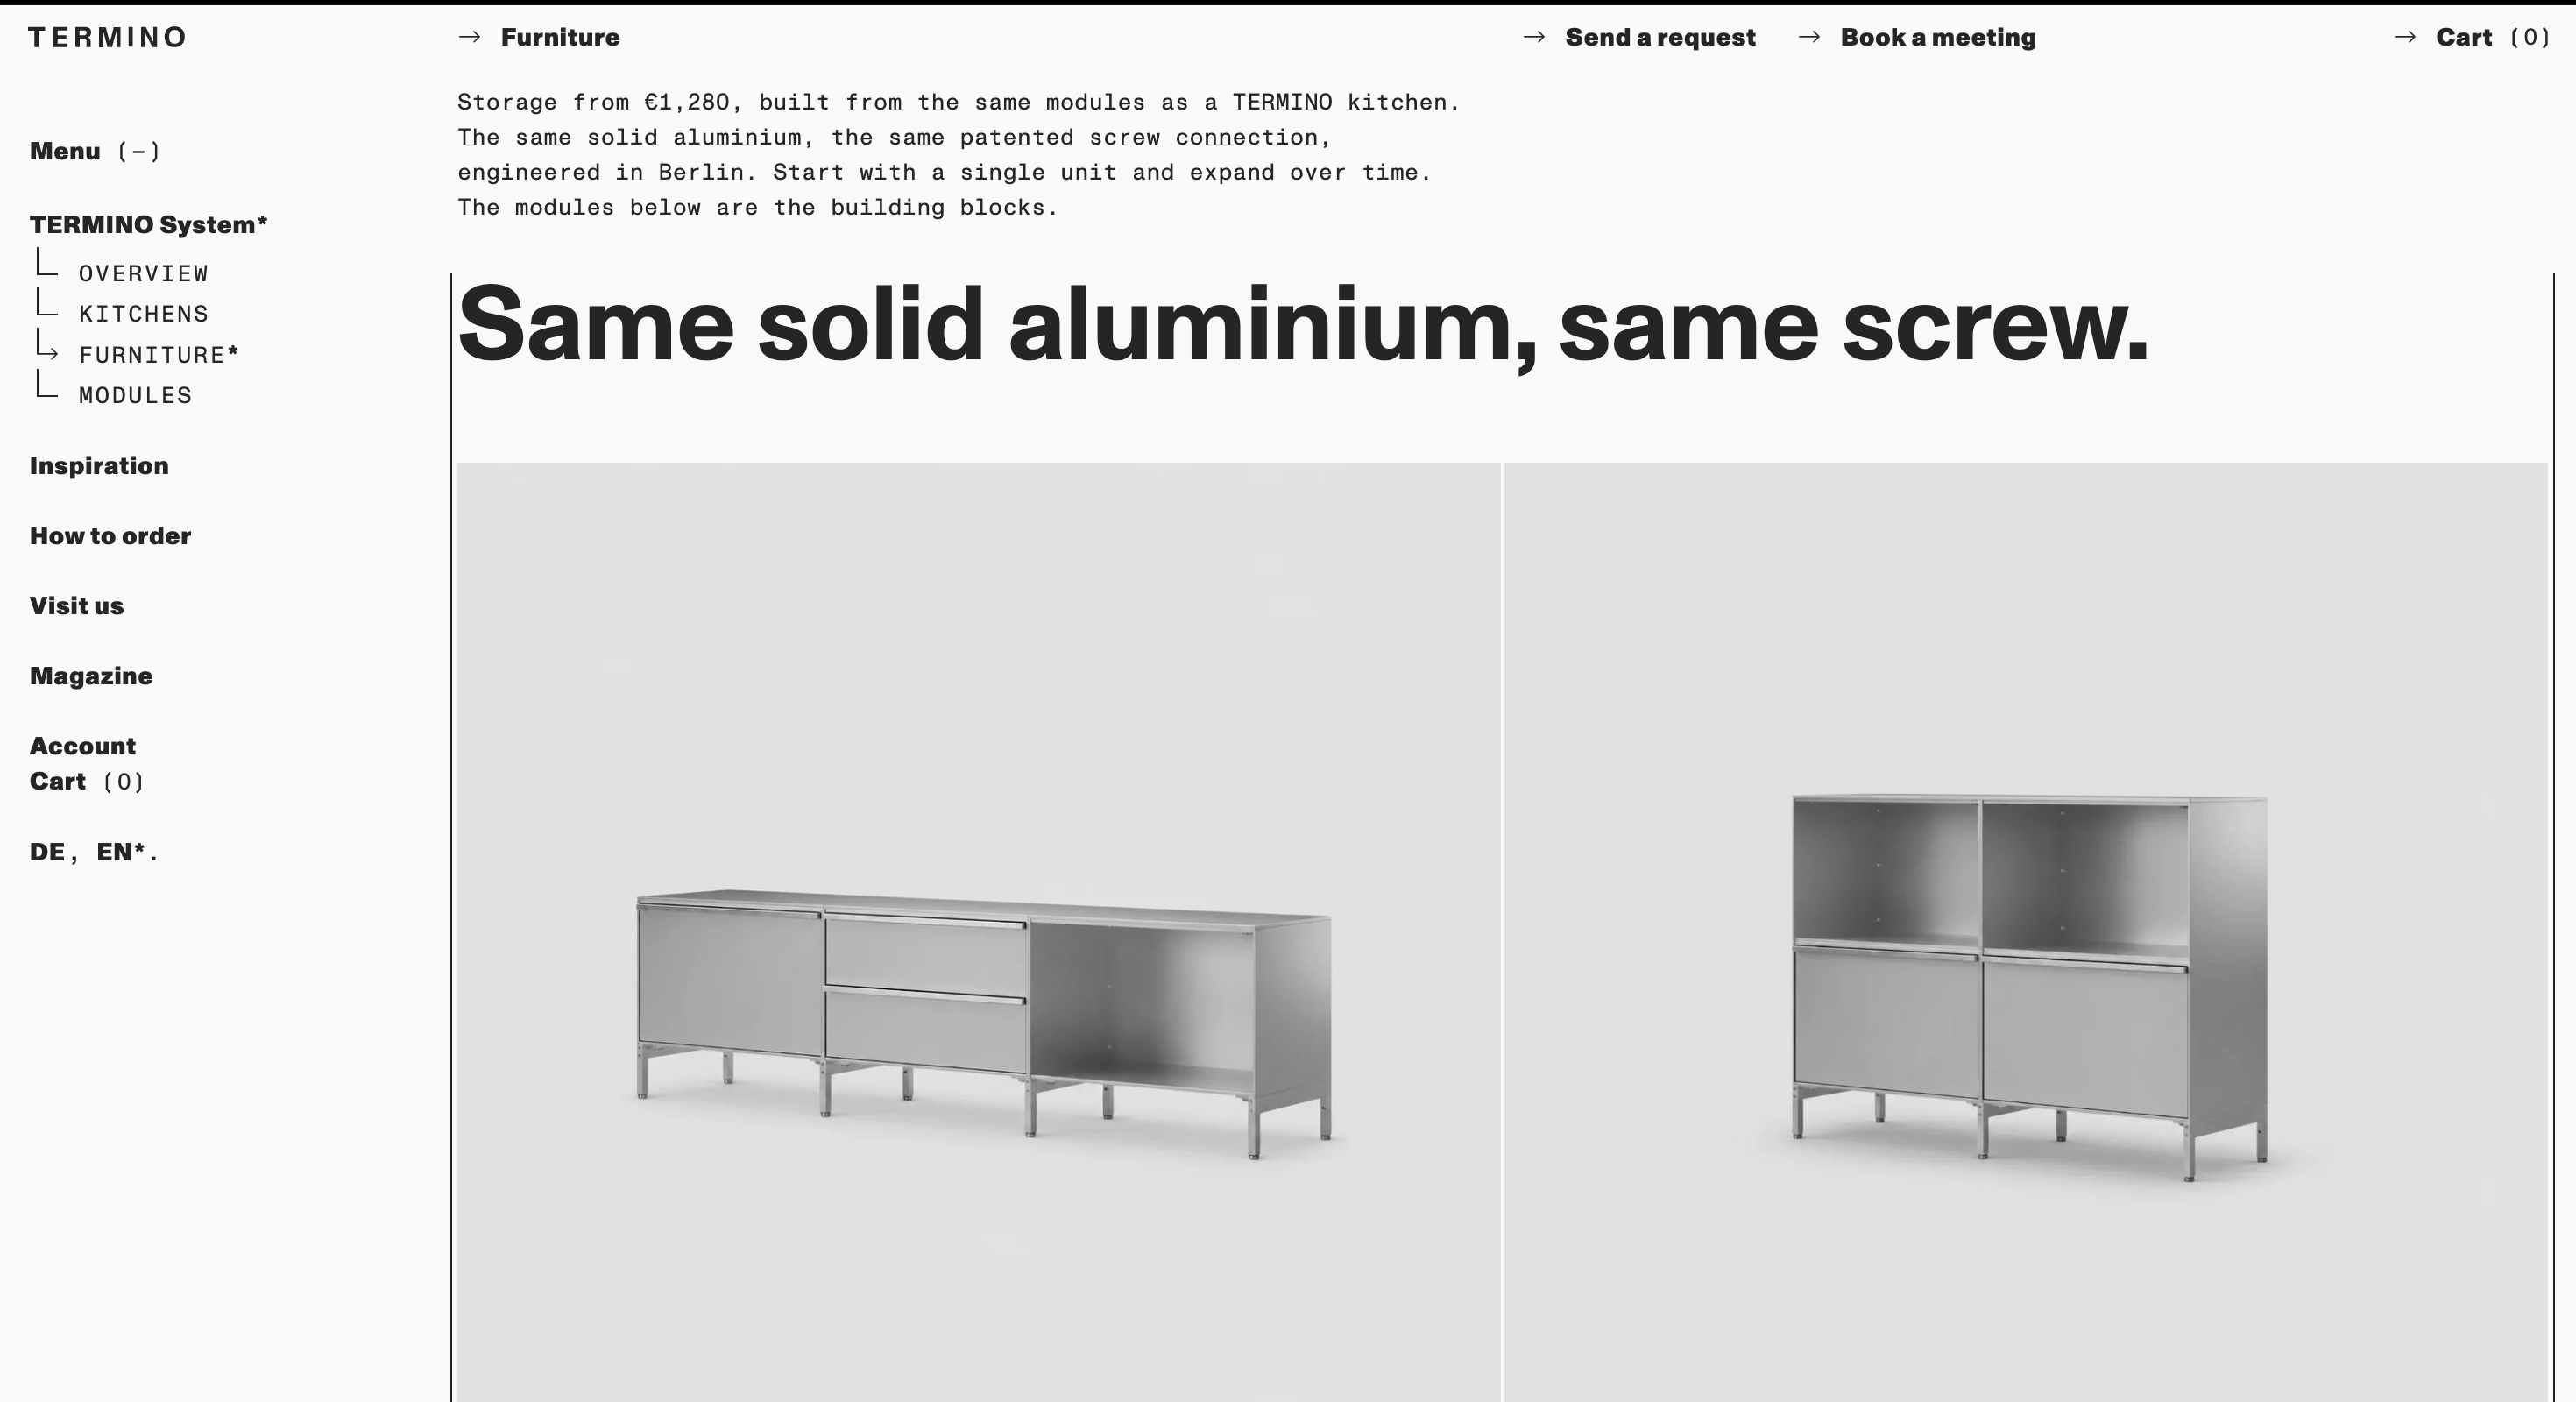 TERMINO
→ Furniture
→ Send a request
→ Book a meeting
→ Cart (0)
Storage from €1,280, built from the same modules as a TERMINO kitchen.
The same solid aluminium, the same patented screw connection,
engineered in Berlin. Start with a single unit and expand over time.
The modules below are the building blocks.
Menu (–)
TERMINO System*
OVERVIEW
KITCHENS
FURNITURE*
MODULES
Inspiration
How to order
Visit us
Magazine
Account
Cart (0)
DE, EN*.
Same solid aluminium, same screw.